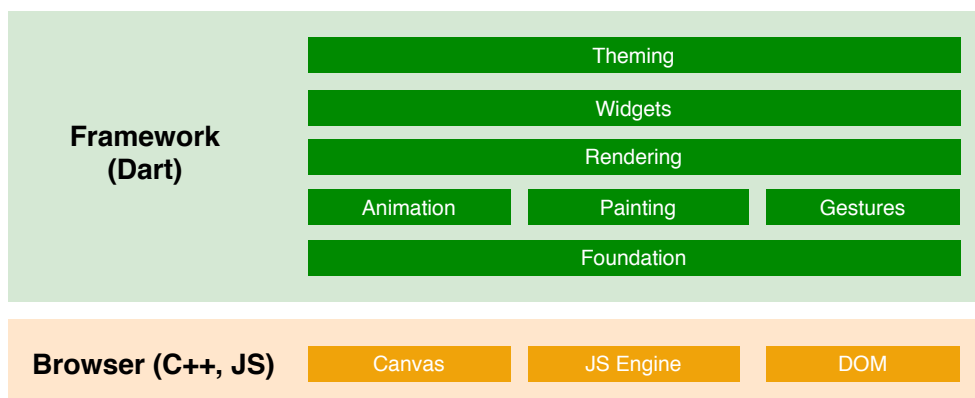 Theming
Widgets
Framework
(Dart)
Rendering
Animation
Painting
Gestures
Foundation
Browser (C++, JS)
Canvas
JS Engine
DOM